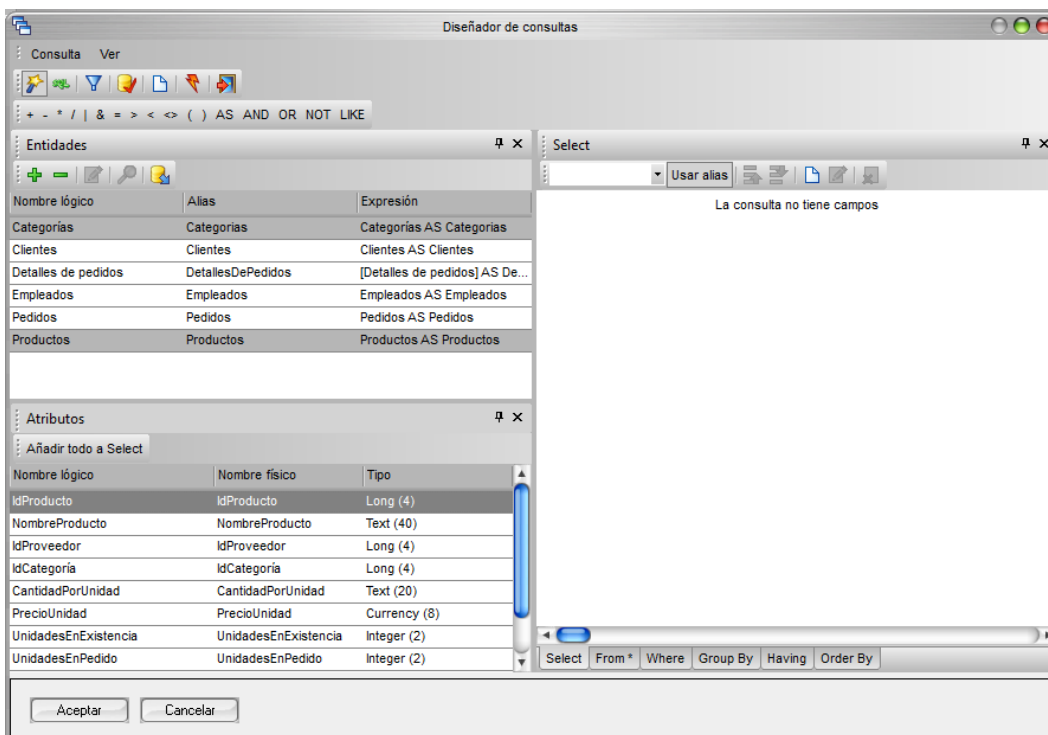 Diseñador de consultas
Consulta Ver
SQL
+ - * / | & = > < <> ( ) AS AND OR NOT LIKE
Entidades
Nombre lógico Alias Expresión
Categorías Categorias Categorías AS Categorias
Clientes Clientes Clientes AS Clientes
Detalles de pedidos DetallesDePedidos [Detalles de pedidos] AS De...
Empleados Empleados Empleados AS Empleados
Pedidos Pedidos Pedidos AS Pedidos
Productos Productos Productos AS Productos
Atributos
Añadir todo a Select
Nombre lógico Nombre físico Tipo
IdProducto IdProducto Long (4)
NombreProducto NombreProducto Text (40)
IdProveedor IdProveedor Long (4)
IdCategoría IdCategoría Long (4)
CantidadPorUnidad CantidadPorUnidad Text (20)
PrecioUnidad PrecioUnidad Currency (8)
UnidadesEnExistencia UnidadesEnExistencia Integer (2)
UnidadesEnPedido UnidadesEnPedido Integer (2)
Select
Usar alias
La consulta no tiene campos
Select From * Where Group By Having Order By
Aceptar Cancelar